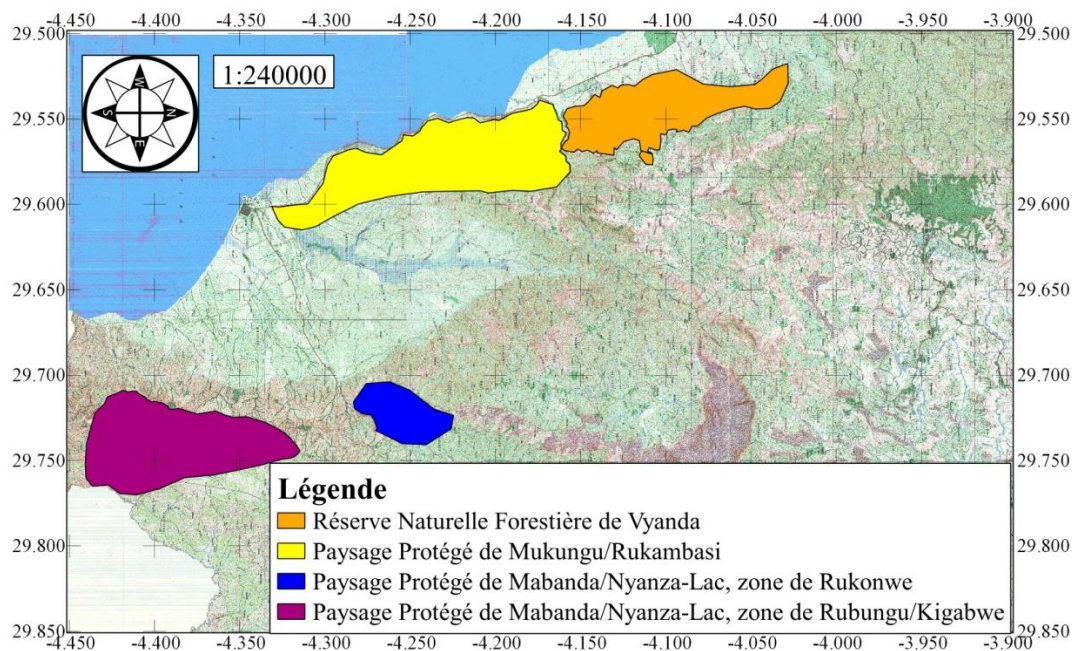 -4.450 -4.400 -4.350 -4.300 -4.250 -4.200 -4.150 -4.100 -4.050 -4.000 -3.950 -3.900
29.500 29.500
W
S N
E
1:240000
29.550 29.550
29.600 29.600
29.650 29.650
29.700 29.700
29.750 29.750
Légende
Réserve Naturelle Forestière de Vyanda
29.800 29.800
Paysage Protégé de Mukungu/Rukambasi
Paysage Protégé de Mabanda/Nyanza-Lac, zone de Rukonwe
Paysage Protégé de Mabanda/Nyanza-Lac, zone de Rubungu/Kigabwe
29.850 29.850
-4.450 -4.400 -4.350 -4.300 -4.250 -4.200 -4.150 -4.100 -4.050 -4.000 -3.950 -3.900